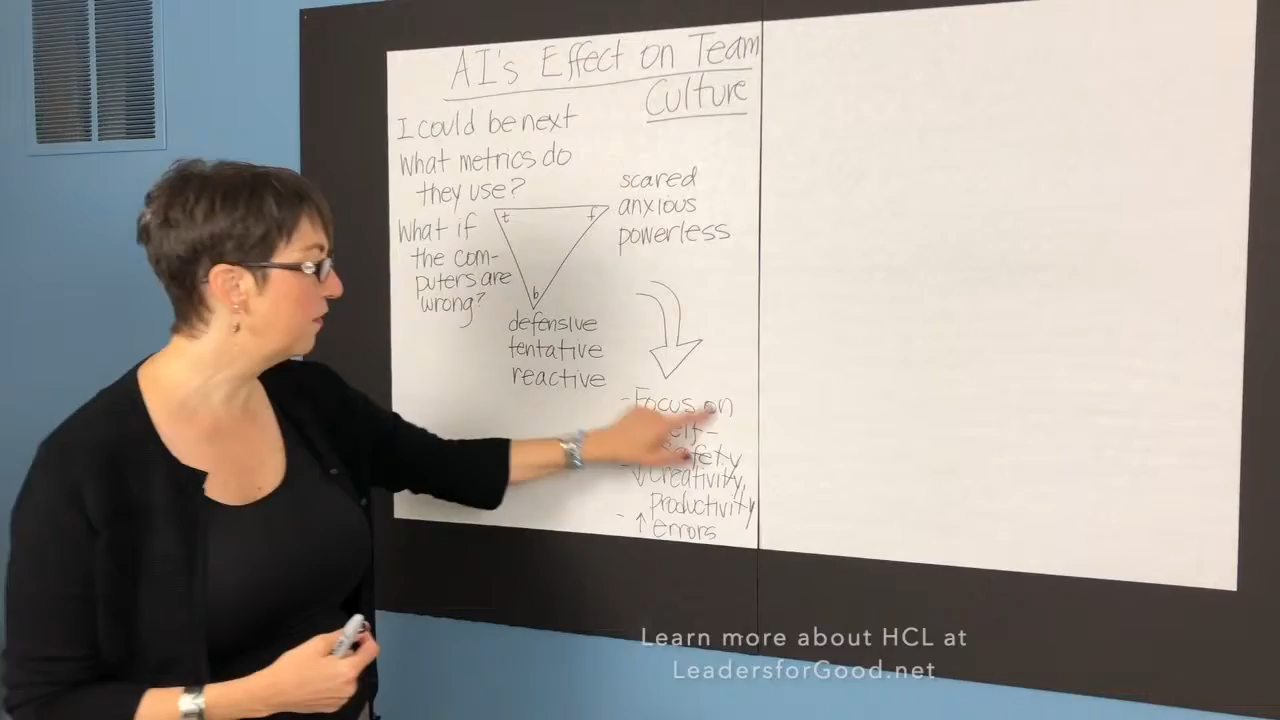 AI's Effect on Team
Culture
I could be next
What metrics do
they use?
What if
the com-
puters are
wrong?
t
f
b
scared
anxious
powerless
defensive
tentative
reactive
- Focus on
↓ creativity,
productivity
- ↑ errors
Learn more about HCL at
LeadersforGood.net